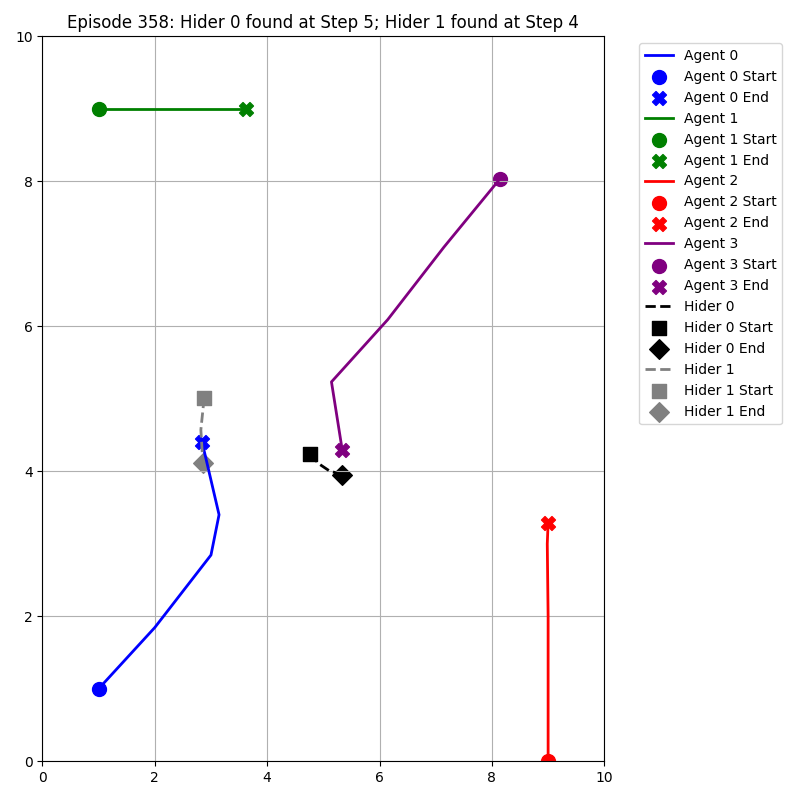 Episode 358: Hider 0 found at Step 5; Hider 1 found at Step 4
10
8
6
4
2
0
0 2 4 6 8 10
Agent 0
Agent 0 Start
Agent 0 End
Agent 1
Agent 1 Start
Agent 1 End
Agent 2
Agent 2 Start
Agent 2 End
Agent 3
Agent 3 Start
Agent 3 End
Hider 0
Hider 0 Start
Hider 0 End
Hider 1
Hider 1 Start
Hider 1 End